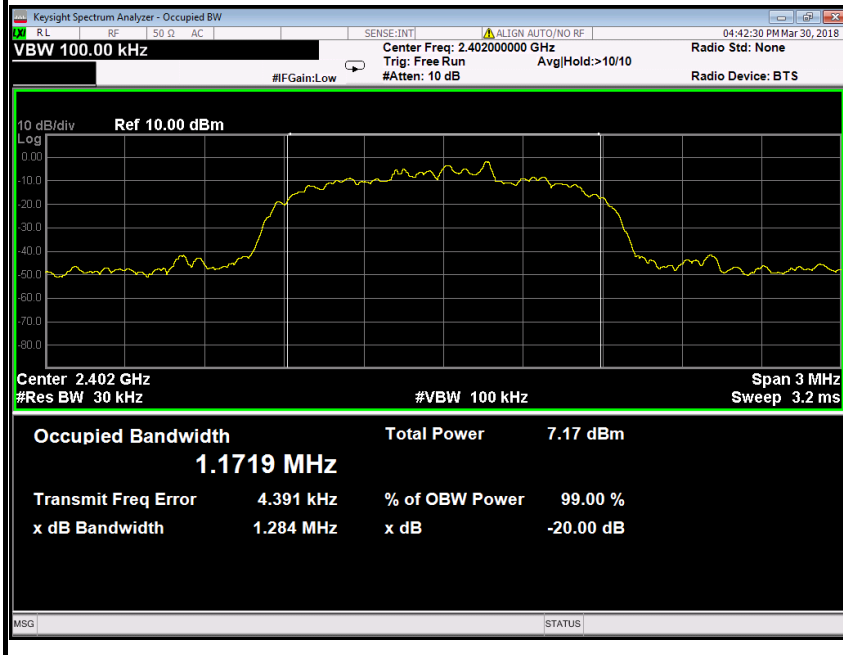 Keysight Spectrum Analyzer - Occupied BW
LXI RL RF 50 Ω AC SENSE:INT ALIGN AUTO/NO RF 04:42:30 PM Mar 30, 2018
VBW 100.00 kHz Center Freq: 2.402000000 GHz Radio Std: None
Trig: Free Run Avg|Hold:>10/10
#IFGain:Low #Atten: 10 dB Radio Device: BTS
10 dB/div Ref 10.00 dBm
Log
0.00
-10.0
-20.0
-30.0
-40.0
-50.0
-60.0
-70.0
-80.0
Center 2.402 GHz Span 3 MHz
#Res BW 30 kHz #VBW 100 kHz Sweep 3.2 ms
Occupied Bandwidth Total Power 7.17 dBm
1.1719 MHz
Transmit Freq Error 4.391 kHz % of OBW Power 99.00 %
x dB Bandwidth 1.284 MHz x dB -20.00 dB
MSG STATUS